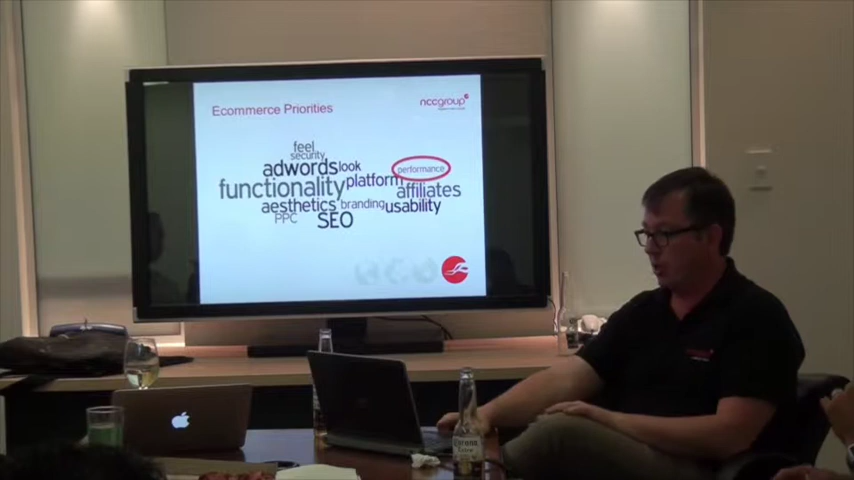 Ecommerce Priorities
nccgroup
feel
security
adwords
look
performance
functionality
platform
affiliates
aesthetics
branding
usability
PPC
SEO
Corona